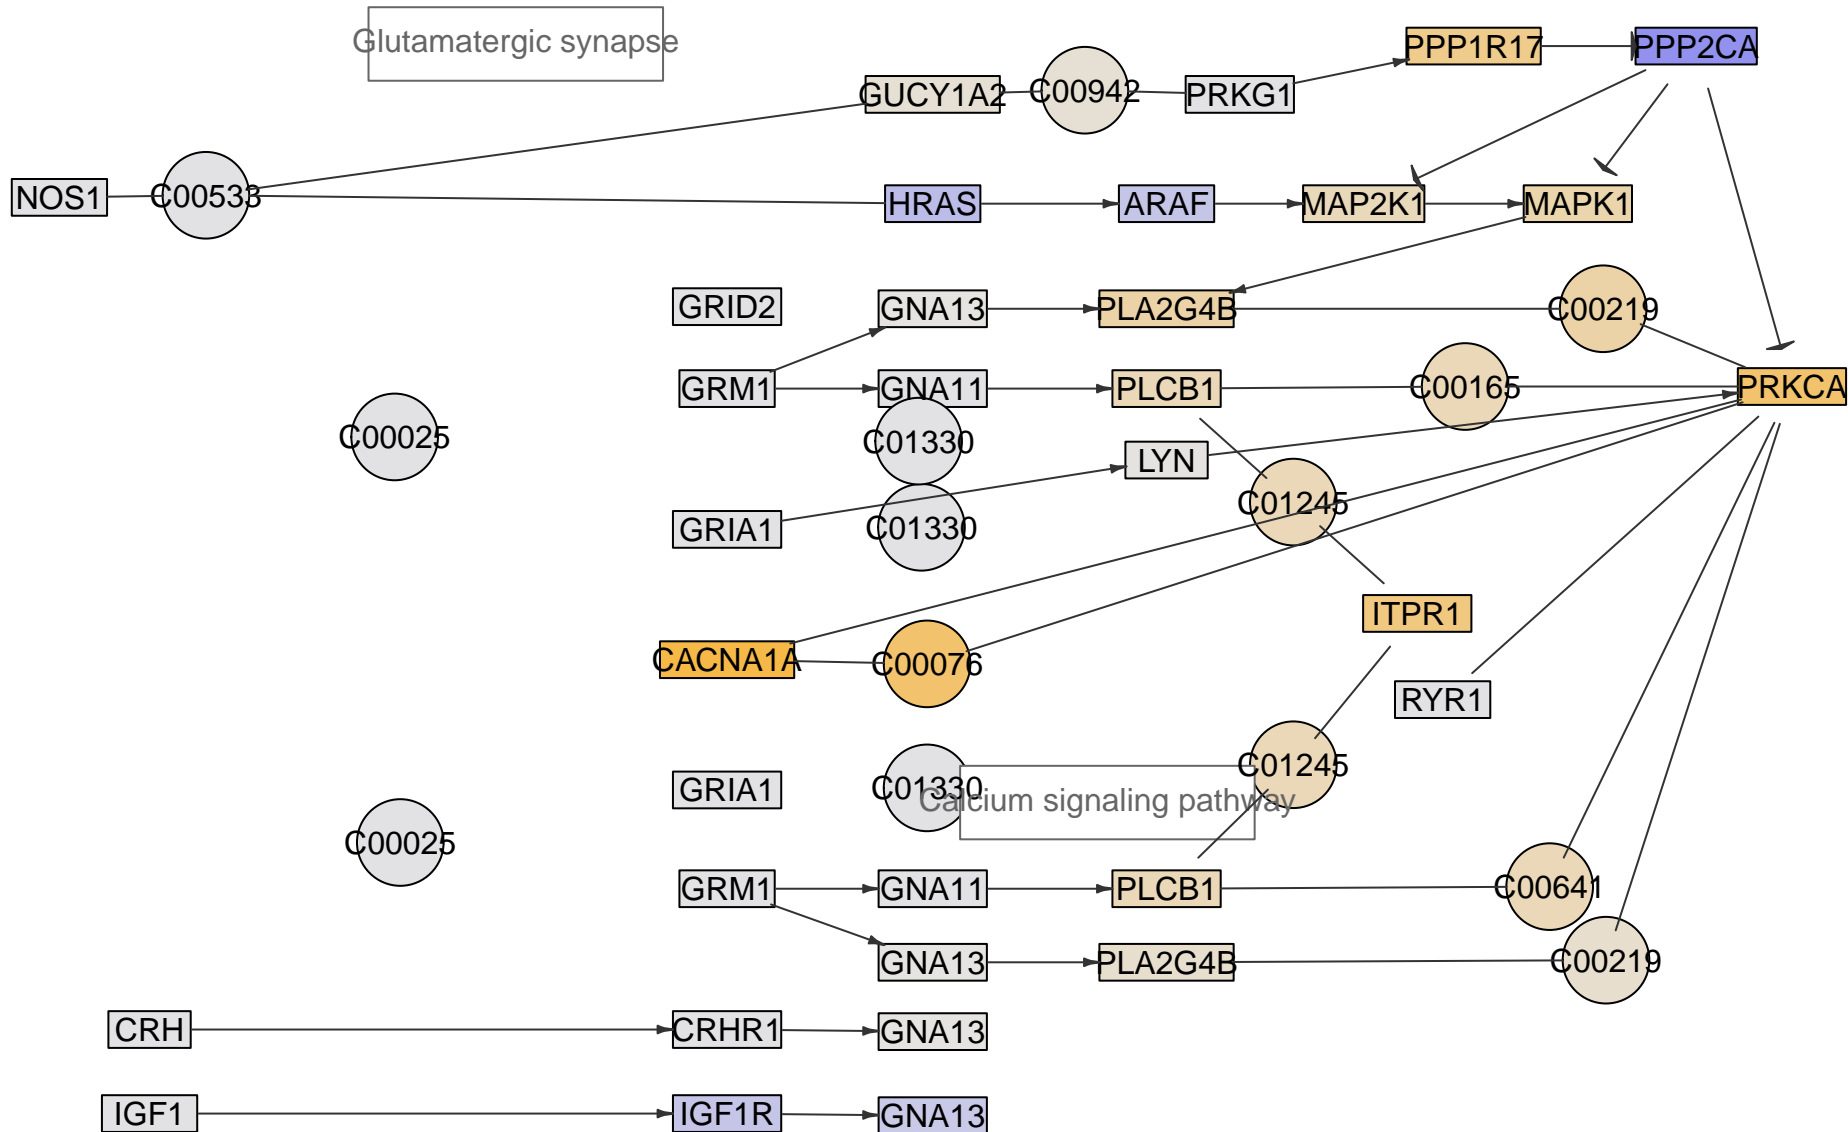 Glutamatergic synapse
PPP1R17
PPP2CA
GUCY1A2
C00942
PRKG1
NOS1
C00533
HRAS
ARAF
MAP2K1
MAPK1
GRID2
GNA13
PLA2G4B
C00219
GRM1
GNA11
PLCB1
C00165
PRKCA
C00025
C01330
LYN
GRIA1
C01330
C01245
ITPR1
CACNA1A
C00076
RYR1
GRIA1
C01330
C01245
Calcium signaling pathway
C00025
GRM1
GNA11
PLCB1
C00641
GNA13
PLA2G4B
C00219
CRH
CRHR1
GNA13
IGF1
IGF1R
GNA13